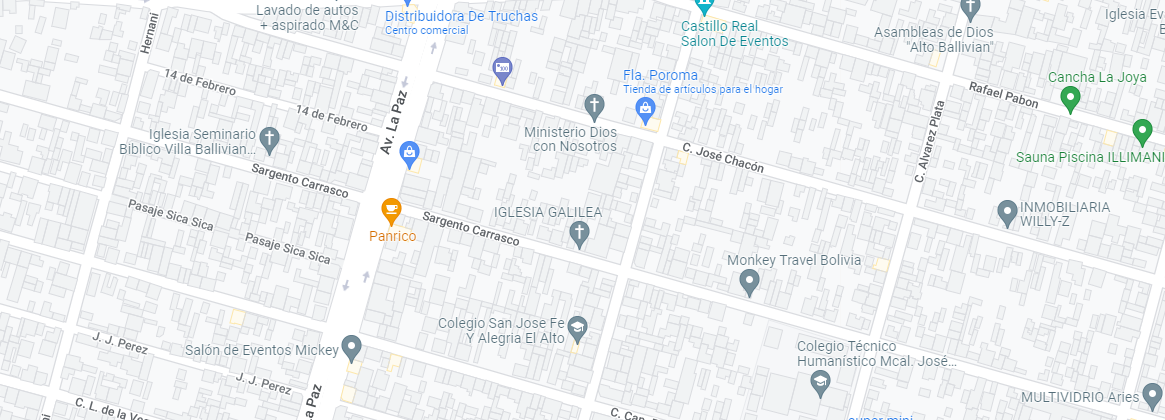 Lavado de autos
+ aspirado M&C
Distribuidora De Truchas
Centro comercial
Castillo Real
Salon De Eventos
Asambleas de Dios
"Alto Ballivian"
Iglesia Ev
Hernani
14 de Febrero
14 de Febrero
Av. La Paz
Fla. Poroma
Tienda de artículos para el hogar
Cancha La Joya
Rafael Pabon
Iglesia Seminario
Biblico Villa Ballivian...
Ministerio Dios
con Nosotros
C. José Chacón
C. Alvarez Plata
Sauna Piscina ILLIMANI
Sargento Carrasco
Pasaje Sica Sica
Pasaje Sica Sica
Panrico
Sargento Carrasco
IGLESIA GALILEA
INMOBILIARIA
WILLY-Z
Monkey Travel Bolivia
Colegio San Jose Fe
Y Alegria El Alto
J. J. Perez
J. J. Perez
Salón de Eventos Mickey
Colegio Técnico
Humanístico Mcal. José...
MULTIVIDRIO Aries
La Paz
C. L. de la
super mini